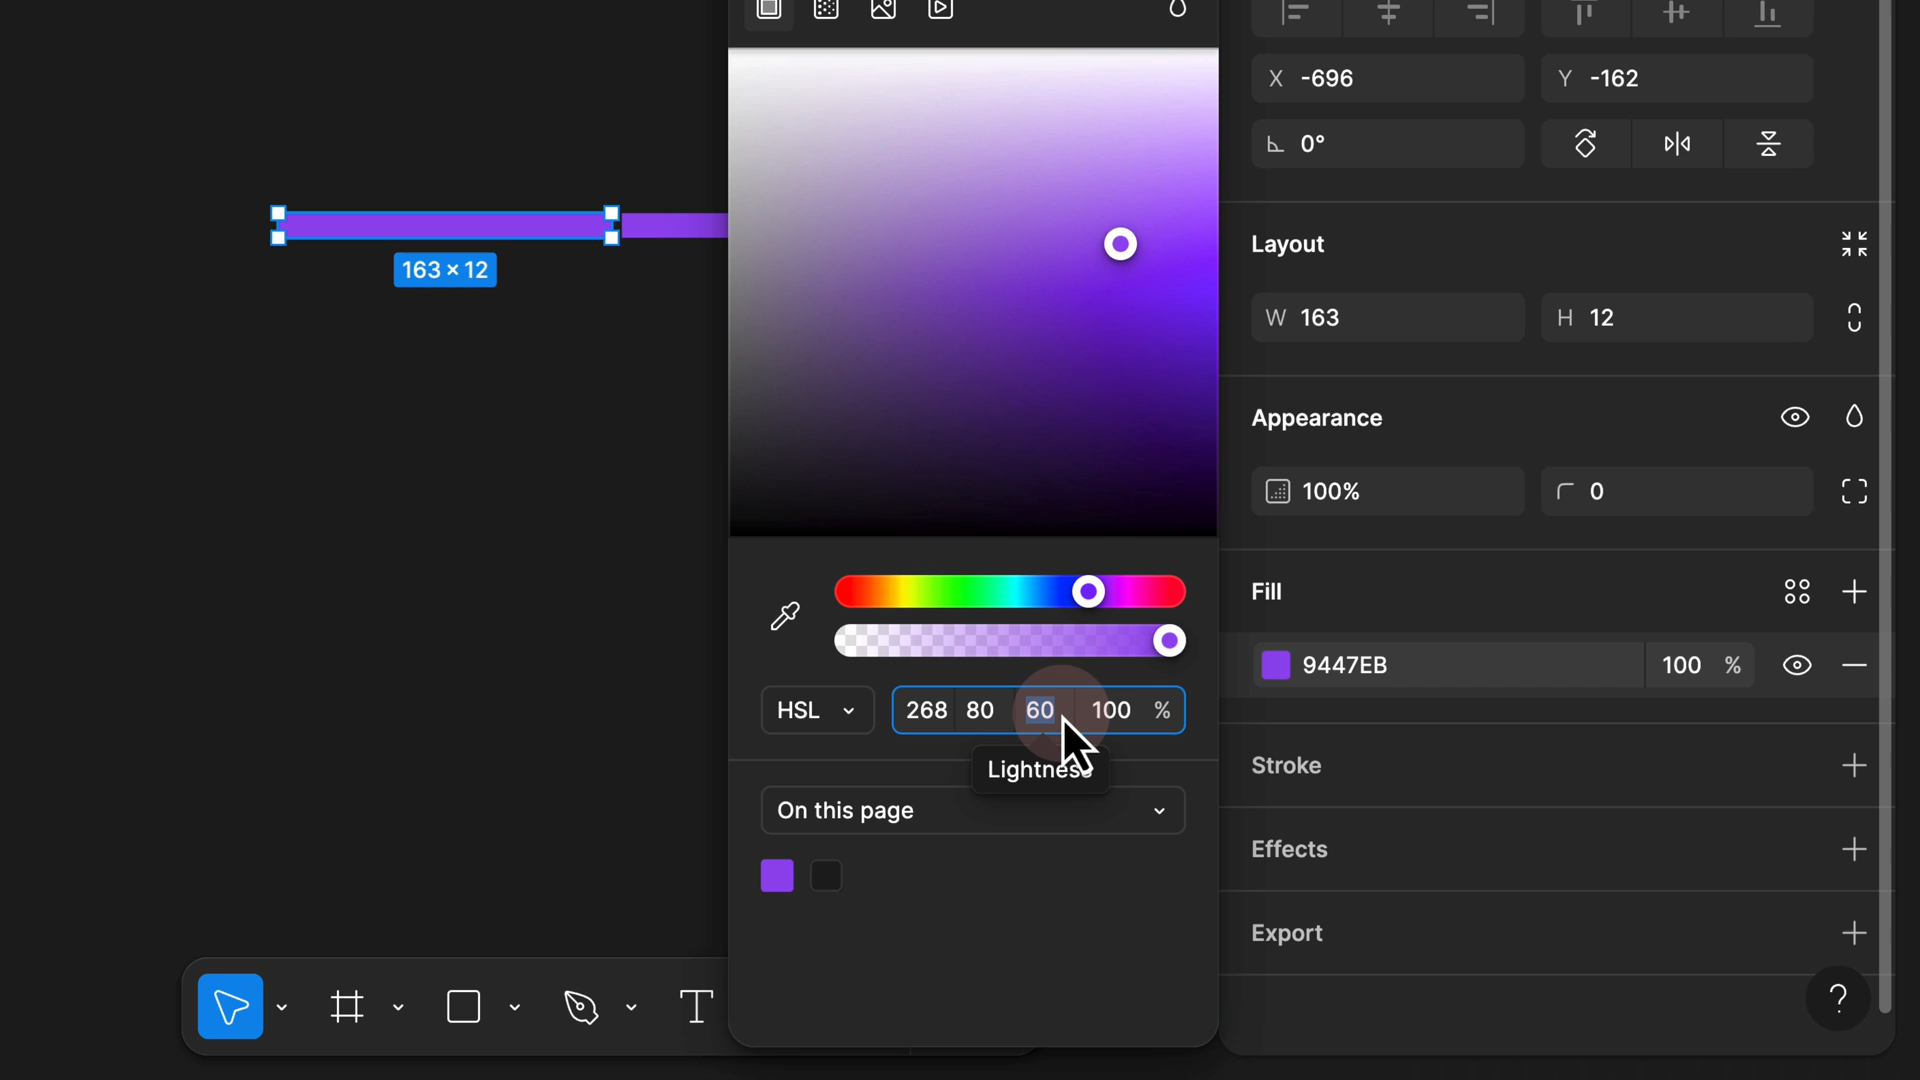 X -696
Y -162
0°
163 × 12
Layout
W 163
H 12
Appearance
100%
0
Fill
9447EB
100 %
HSL
268 80 60 100 %
Lightness
On this page
Stroke
Effects
Export
T
?